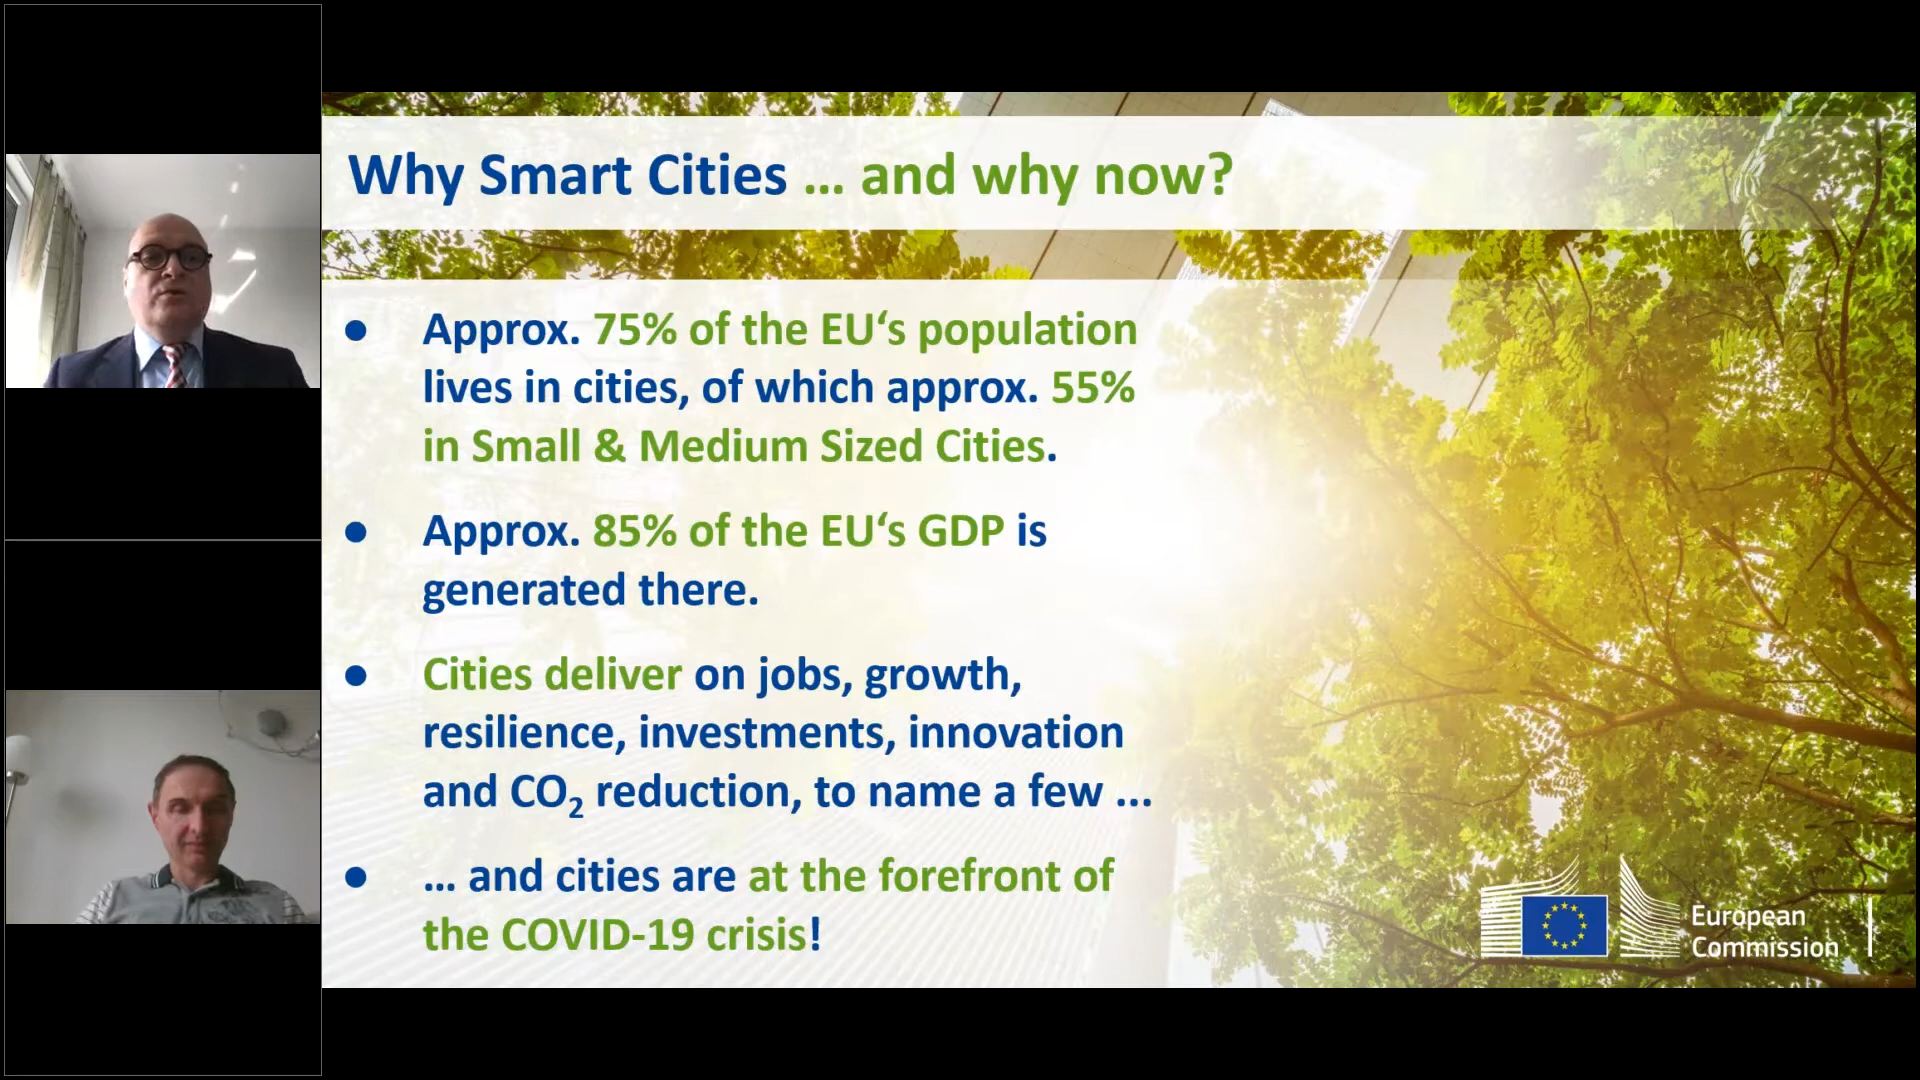 Why Smart Cities ... and why now?
● Approx. 75% of the EU‘s population
lives in cities, of which approx. 55%
in Small & Medium Sized Cities.
● Approx. 85% of the EU‘s GDP is
generated there.
● Cities deliver on jobs, growth,
resilience, investments, innovation
and CO₂ reduction, to name a few ...
● ... and cities are at the forefront of
the COVID-19 crisis!
European
Commission